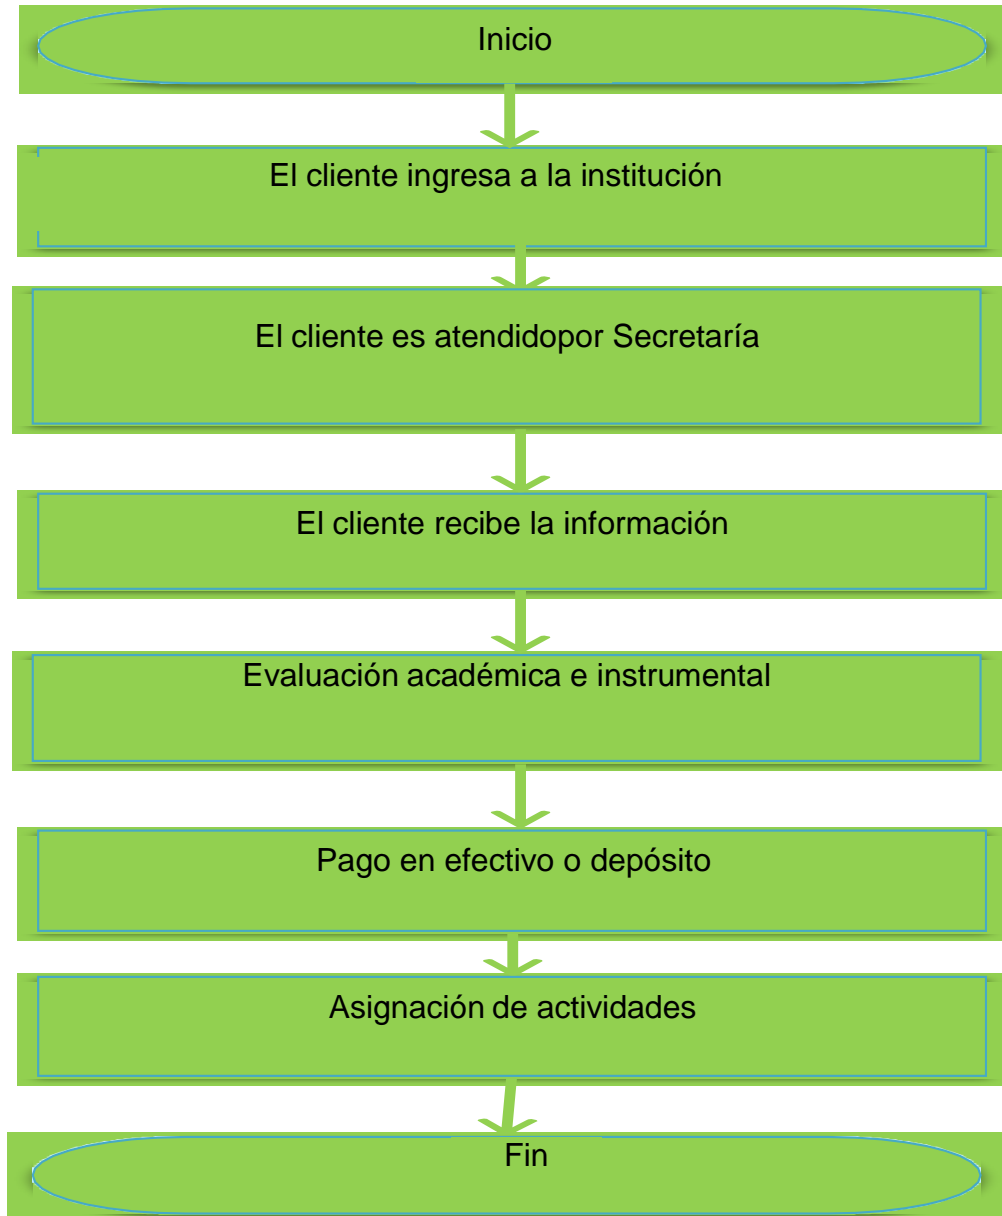 Inicio
El cliente ingresa a la institución
El cliente es atendidopor Secretaría
El cliente recibe la información
Evaluación académica e instrumental
Pago en efectivo o depósito
Asignación de actividades
Fin